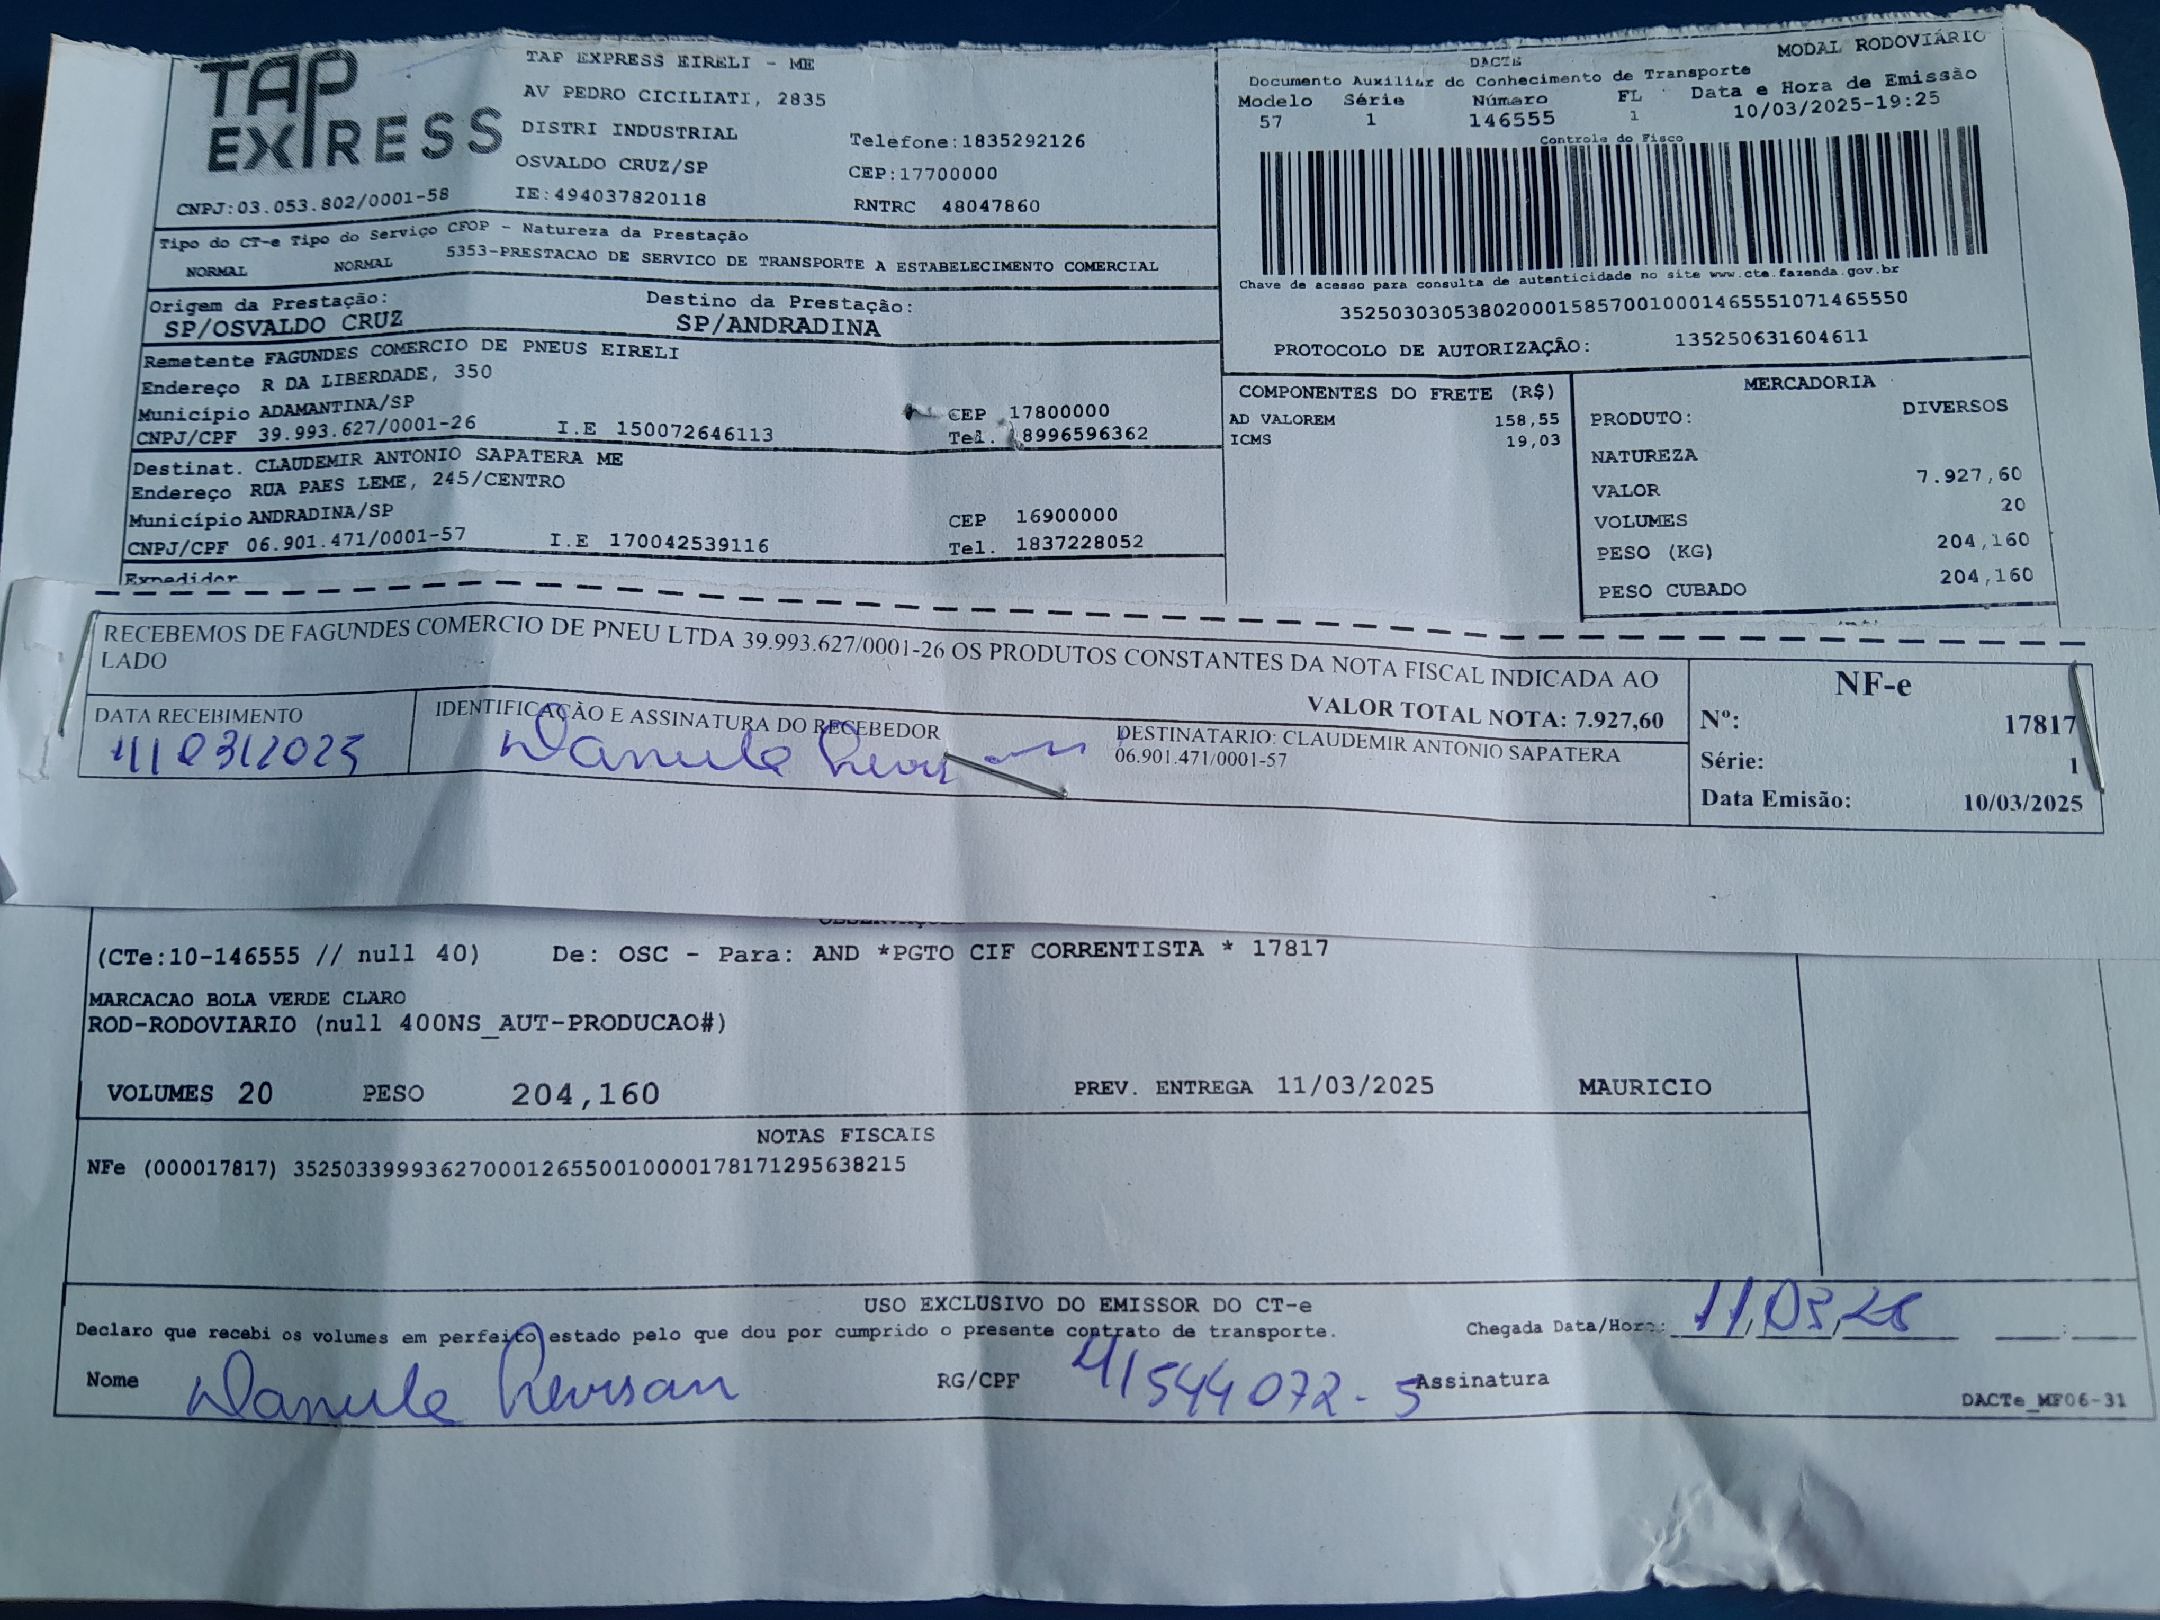 TAP EXPRESS
TAP EXPRESS EIRELI - ME
AV PEDRO CICILIATI, 2835
DISTRI INDUSTRIAL
Telefone:1835292126
OSVALDO CRUZ/SP
CEP:17700000
CNPJ:03.053.802/0001-58
IE:494037820118
RNTRC 48047860
DACTE
MODAL RODOVIÁRIO
Documento Auxiliar do Conhecimento de Transporte
Modelo Série Número FL Data e Hora de Emissão
57 1 146555 1 10/03/2025-19:25
Controle do Fisco
Chave de acesso para consulta de autenticidade no site www.cte.fazenda.gov.br
35250303053802000158570010001465551071465550
PROTOCOLO DE AUTORIZAÇÃO: 135250631604611
Tipo do CT-e Tipo do Serviço CFOP - Natureza da Prestação
NORMAL NORMAL 5353-PRESTACAO DE SERVICO DE TRANSPORTE A ESTABELECIMENTO COMERCIAL
Origem da Prestação: Destino da Prestação:
SP/OSVALDO CRUZ SP/ANDRADINA
Remetente FAGUNDES COMERCIO DE PNEUS EIRELI
Endereço R DA LIBERDADE, 350
Município ADAMANTINA/SP CEP 17800000
CNPJ/CPF 39.993.627/0001-26 I.E 150072646113 Tel. 8996596362
Destinat. CLAUDEMIR ANTONIO SAPATERA ME
Endereço RUA PAES LEME, 245/CENTRO
Município ANDRADINA/SP CEP 16900000
CNPJ/CPF 06.901.471/0001-57 I.E 170042539116 Tel. 1837228052
Expedidor
COMPONENTES DO FRETE (R$)
AD VALOREM 158,55
ICMS 19,03
MERCADORIA
PRODUTO: DIVERSOS
NATUREZA
VALOR 7.927,60
VOLUMES 20
PESO (KG) 204,160
PESO CUBADO 204,160
RECEBEMOS DE FAGUNDES COMERCIO DE PNEU LTDA 39.993.627/0001-26 OS PRODUTOS CONSTANTES DA NOTA FISCAL INDICADA AO
LADO
VALOR TOTAL NOTA: 7.927,60
DATA RECEBIMENTO
11/03/2025
IDENTIFICAÇÃO E ASSINATURA DO RECEBEDOR
DESTINATARIO: CLAUDEMIR ANTONIO SAPATERA
06.901.471/0001-57
NF-e
Nº: 17817
Série: 1
Data Emisão: 10/03/2025
(CTe:10-146555 // null 40) De: OSC - Para: AND *PGTO CIF CORRENTISTA * 17817
MARCACAO BOLA VERDE CLARO
ROD-RODOVIARIO (null 400NS_AUT-PRODUCAO#)
VOLUMES 20 PESO 204,160 PREV. ENTREGA 11/03/2025 MAURICIO
NOTAS FISCAIS
NFe (000017817) 35250339993627000126550010000178171295638215
USO EXCLUSIVO DO EMISSOR DO CT-e
Declaro que recebi os volumes em perfeito estado pelo que dou por cumprido o presente contrato de transporte.
Chegada Data/Hora: 11/03/25 :
Nome RG/CPF 41544072-5 Assinatura
DACTe_MF06-31